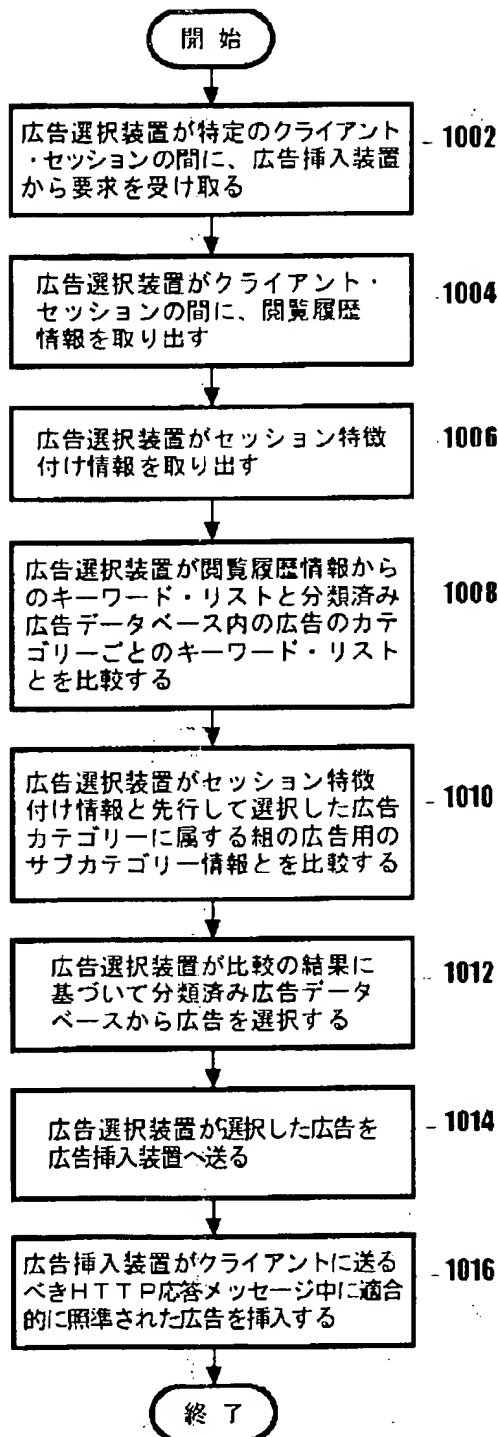 開 始
広告選択装置が特定のクライアント
・セッションの間に、広告挿入装置
から要求を受け取る
1002
広告選択装置がクライアント・
セッションの間に、閲覧履歴
情報を取り出す
1004
広告選択装置がセッション特徴
付け情報を取り出す
1006
広告選択装置が閲覧履歴情報から
のキーワード・リストと分類済み
広告データベース内の広告のカテ
ゴリーごとのキーワード・リスト
とを比較する
1008
広告選択装置がセッション特徴
付け情報と先行して選択した広告
カテゴリーに属する組の広告用の
サブカテゴリー情報とを比較する
1010
広告選択装置が比較の結果に
基づいて分類済み広告データ
ベースから広告を選択する
1012
広告選択装置が選択した広告を
広告挿入装置へ送る
1014
広告挿入装置がクライアントに送る
べきHTTP応答メッセージ中に適合
的に照準された広告を挿入する
1016
終 了